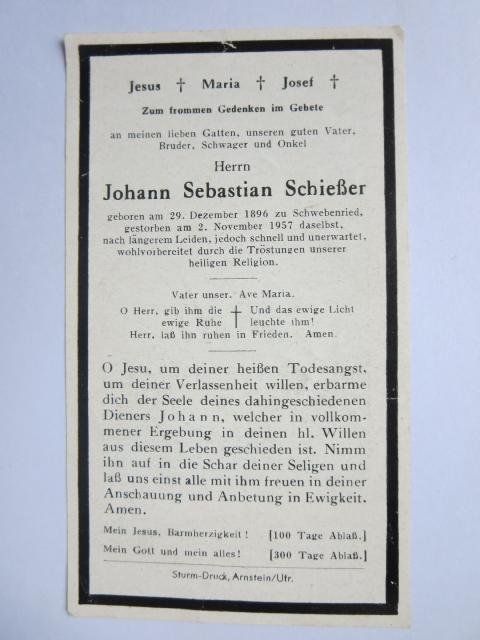 Jesus † Maria † Josef †
Zum frommen Gedenken im Gebete
an meinen lieben Gatten, unseren guten Vater,
Bruder, Schwager und Onkel
Herrn
Johann Sebastian Schießer
geboren am 29. Dezember 1896 zu Schwebenried,
gestorben am 2. November 1957 daselbst,
nach längerem Leiden, jedoch schnell und unerwartet,
wohlvorbereitet durch die Tröstungen unserer
heiligen Religion.
Vater unser. Ave Maria.
O Herr, gib ihm die † Und das ewige Licht
ewige Ruhe leuchte ihm!
Herr, laß ihn ruhen in Frieden. Amen.
O Jesu, um deiner heißen Todesangst,
um deiner Verlassenheit willen, erbarme
dich der Seele deines dahingeschiedenen
Dieners Johann, welcher in vollkom-
mener Ergebung in deinen hl. Willen
aus diesem Leben geschieden ist. Nimm
ihn auf in die Schar deiner Seligen und
laß uns einst alle mit ihm freuen in deiner
Anschauung und Anbetung in Ewigkeit.
Amen.
Mein Jesus, Barmherzigkeit! [100 Tage Ablaß.]
Mein Gott und mein alles! [300 Tage Ablaß.]
Sturm-Druck, Arnstein/Ufr.